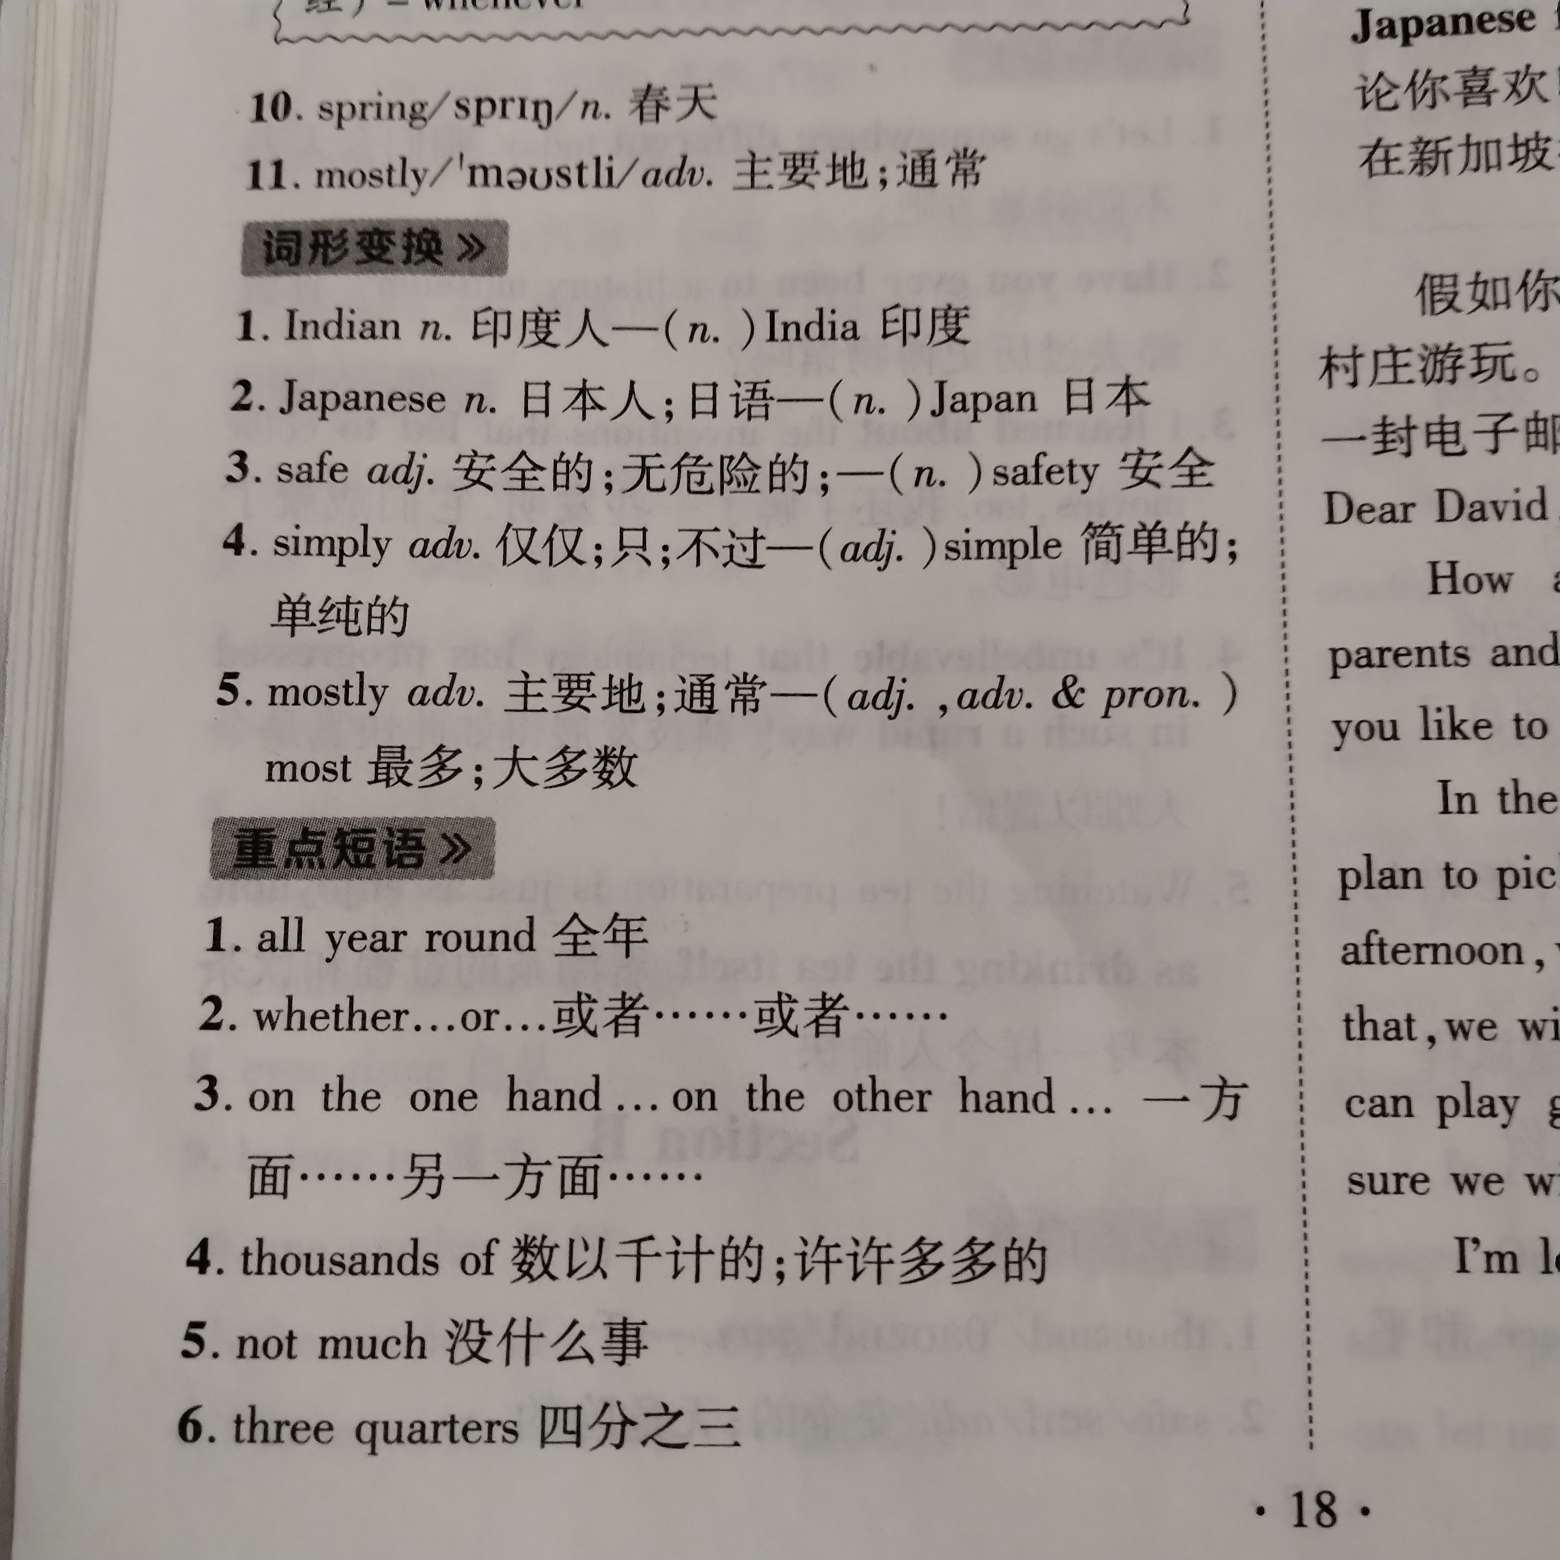 = whenever
10. spring/sprɪŋ/n. 春天
11. mostly/ˈməʊstli/adv. 主要地;通常
词形变换》
1. Indian n. 印度人—(n. )India 印度
2. Japanese n. 日本人;日语—(n. )Japan 日本
3. safe adj. 安全的;无危险的;—(n. )safety 安全
4. simply adv. 仅仅;只;不过—(adj. )simple 简单的;
单纯的
5. mostly adv. 主要地;通常—(adj. ,adv. & pron. )
most 最多;大多数
重点短语》
1. all year round 全年
2. whether...or...或者……或者……
3. on the one hand ... on the other hand ... 一方
面……另一方面……
4. thousands of 数以千计的;许许多多的
5. not much 没什么事
6. three quarters 四分之三
Japanese
论你喜欢
在新加坡
假如你
村庄游玩。
一封电子邮
Dear David
How
parents and
you like to
In the
plan to
afternoon,
that,we
can play
sure we
I'm
· 18 ·